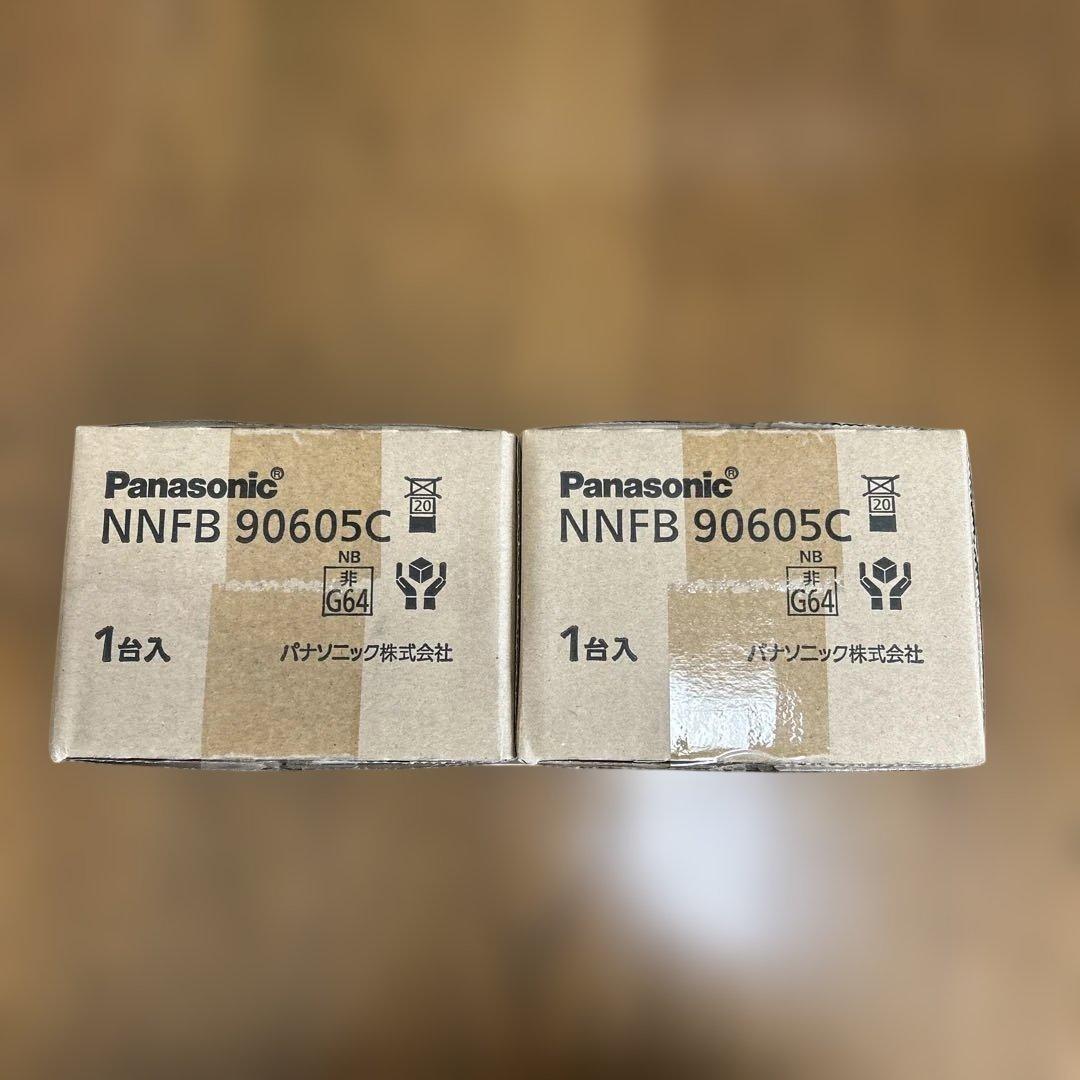 Panasonic®
NNFB 90605C
20
NB
非
G64
1台入
パナソニック株式会社
Panasonic®
NNFB 90605C
20
NB
非
G64
1台入
パナソニック株式会社